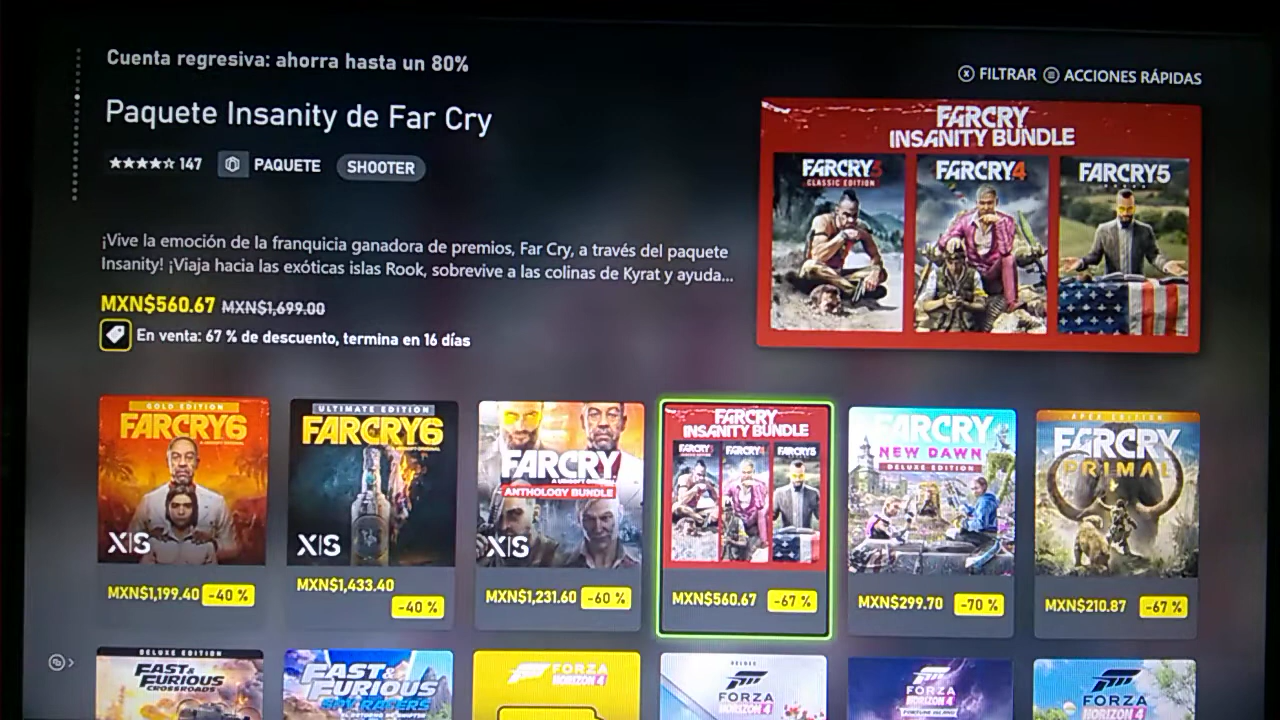 Cuenta regresiva: ahorra hasta un 80%
FILTRAR ACCIONES RÁPIDAS
Paquete Insanity de Far Cry
147 PAQUETE SHOOTER
¡Vive la emoción de la franquicia ganadora de premios, Far Cry, a través del paquete
Insanity! ¡Viaja hacia las exóticas islas Rook, sobrevive a las colinas de Kyrat y ayuda...
MXN$560.67 MXN$1,699.00
En venta: 67 % de descuento, termina en 16 días
FARCRY
INSANITY BUNDLE
FARCRY3
CLASSIC EDITION
FARCRY4
FARCRY5
GOLD EDITION
FARCRY6
X|S
MXN$1,199.40 -40 %
ULTIMATE EDITION
FARCRY6
X|S
MXN$1,433.40
-40 %
FARCRY
ANTHOLOGY BUNDLE
X|S
MXN$1,231.60 -60 %
FARCRY
INSANITY BUNDLE
FARCRY3
FARCRY4
FARCRY5
MXN$560.67 -67 %
FARCRY
NEW DAWN
DELUXE EDITION
MXN$299.70 -70 %
APEX EDITION
FARCRY
PRIMAL
MXN$210.87 -67 %
DELUXE EDITION
FAST &
FURIOUS
CROSSROADS
FAST &
FURIOUS
SPY RACERS
FORZA
HORIZON 4
DELUXE
FORZA
HORIZON 4
FORZA
HORIZON 4
FORTUNE ISLAND
FORZA
HORIZON 4